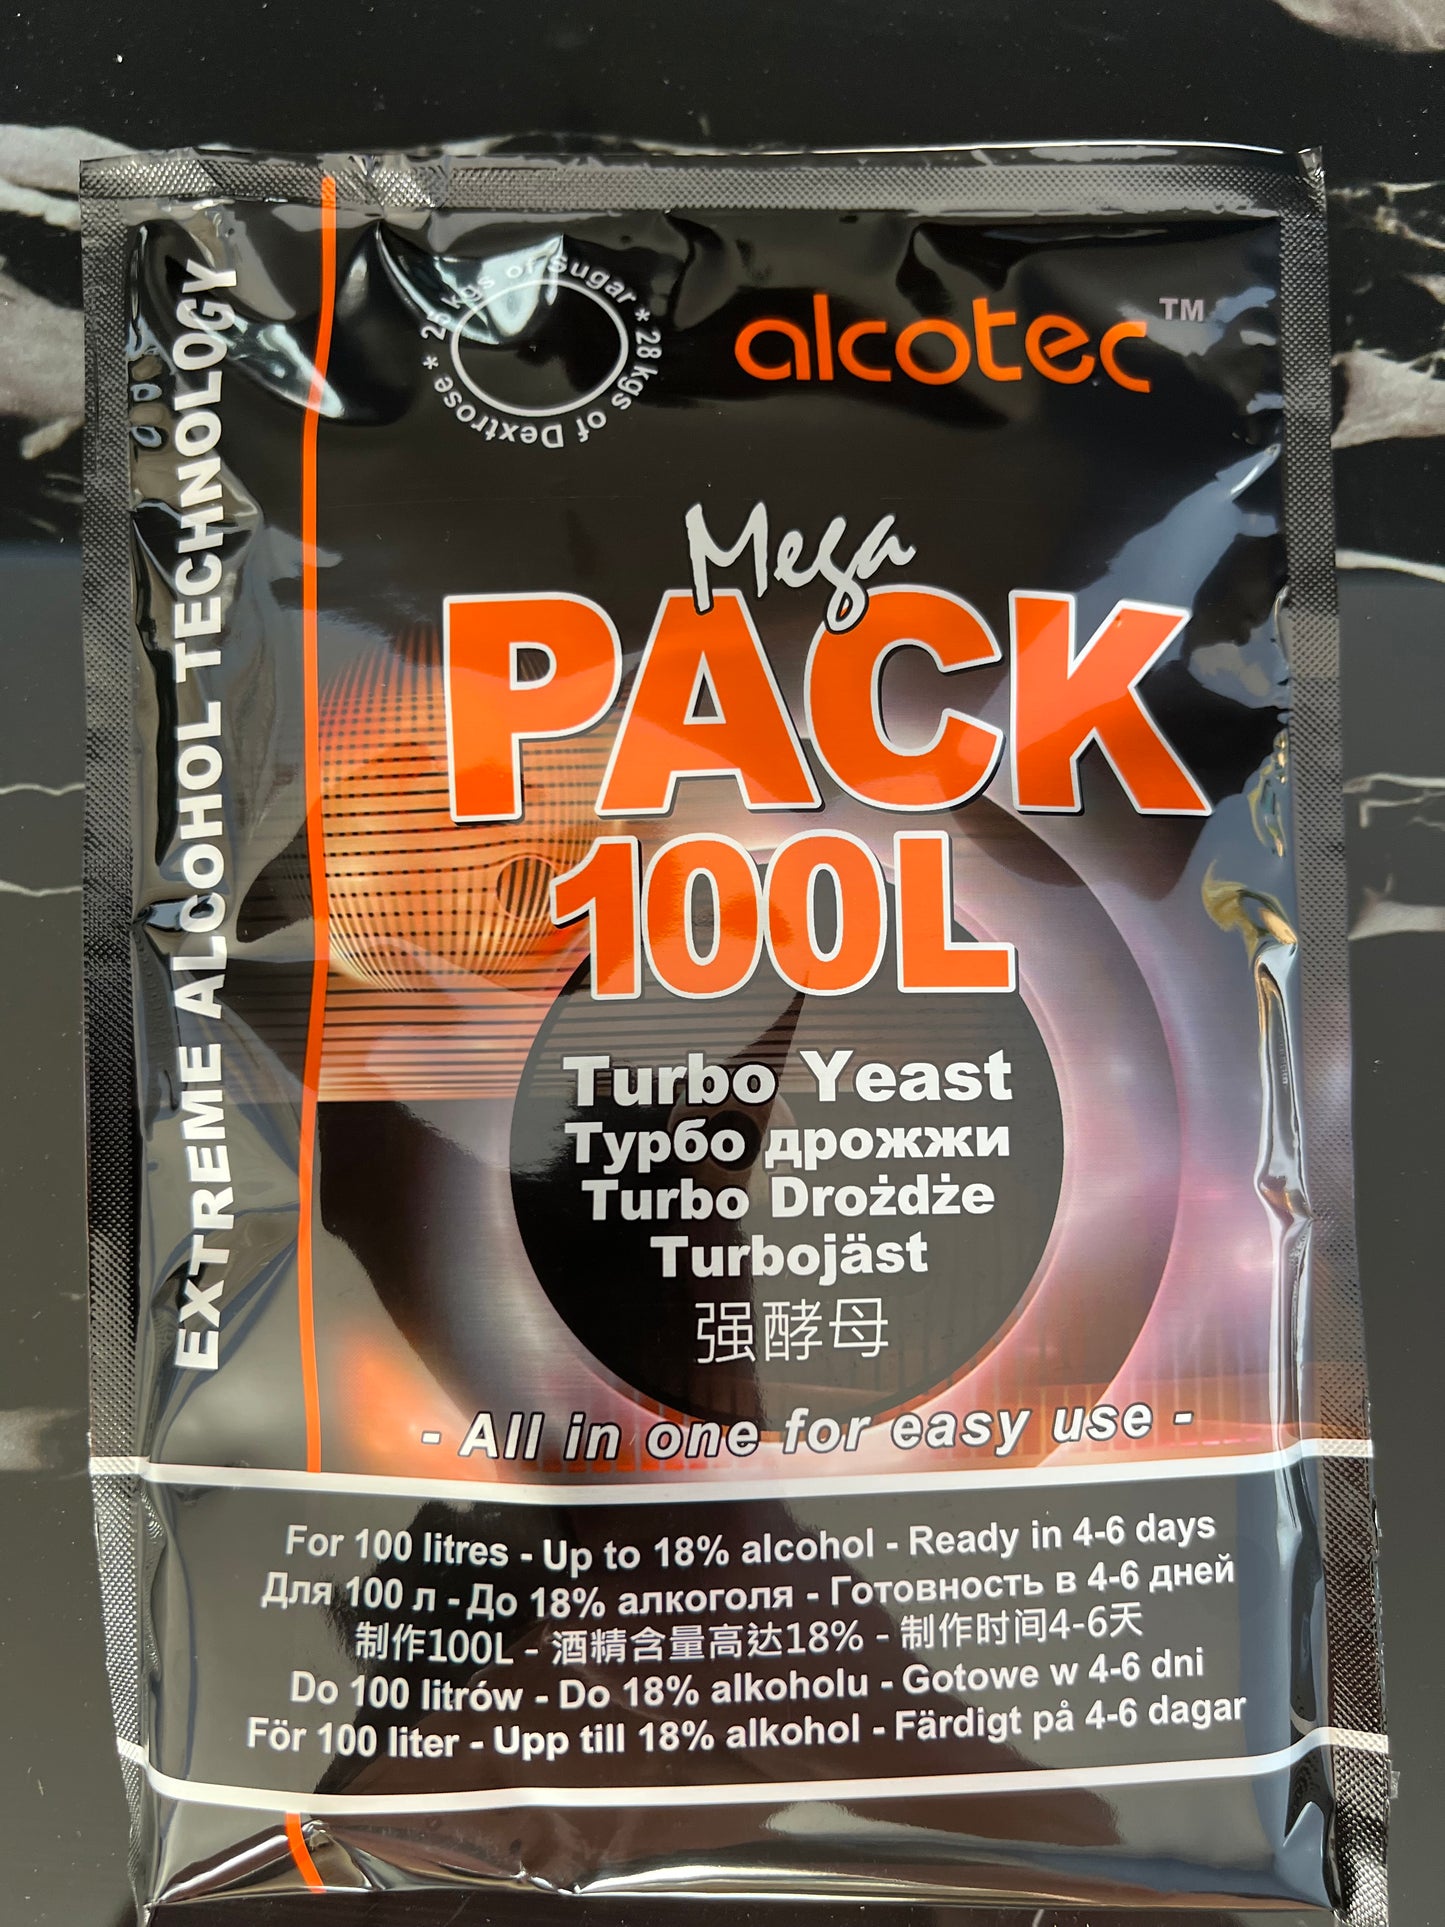 25 kgs of Sugar * 28 kgs of Dextrose *
alcotec™
EXTREME ALCOHOL TECHNOLOGY
Mega
PACK
100L
Turbo Yeast
Турбо дрожжи
Turbo Drożdże
Turbojäst
强酵母
- All in one for easy use -
For 100 litres - Up to 18% alcohol - Ready in 4-6 days
Для 100 л - До 18% алкоголя - Готовность в 4-6 дней
制作100L - 酒精含量高达18% - 制作时间4-6天
Do 100 litrów - Do 18% alkoholu - Gotowe w 4-6 dni
För 100 liter - Upp till 18% alkohol - Färdigt på 4-6 dagar